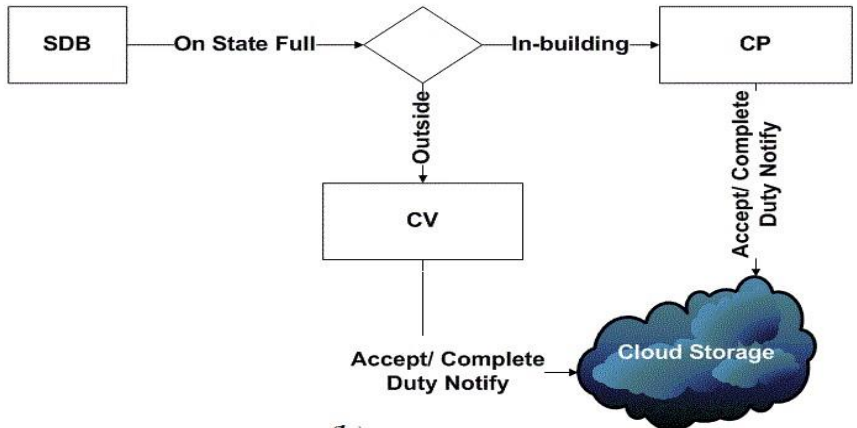 SDB
On State Full
In-building
CP
Outside
Accept/ Complete
Duty Notify
CV
Accept/ Complete
Duty Notify
Cloud Storage